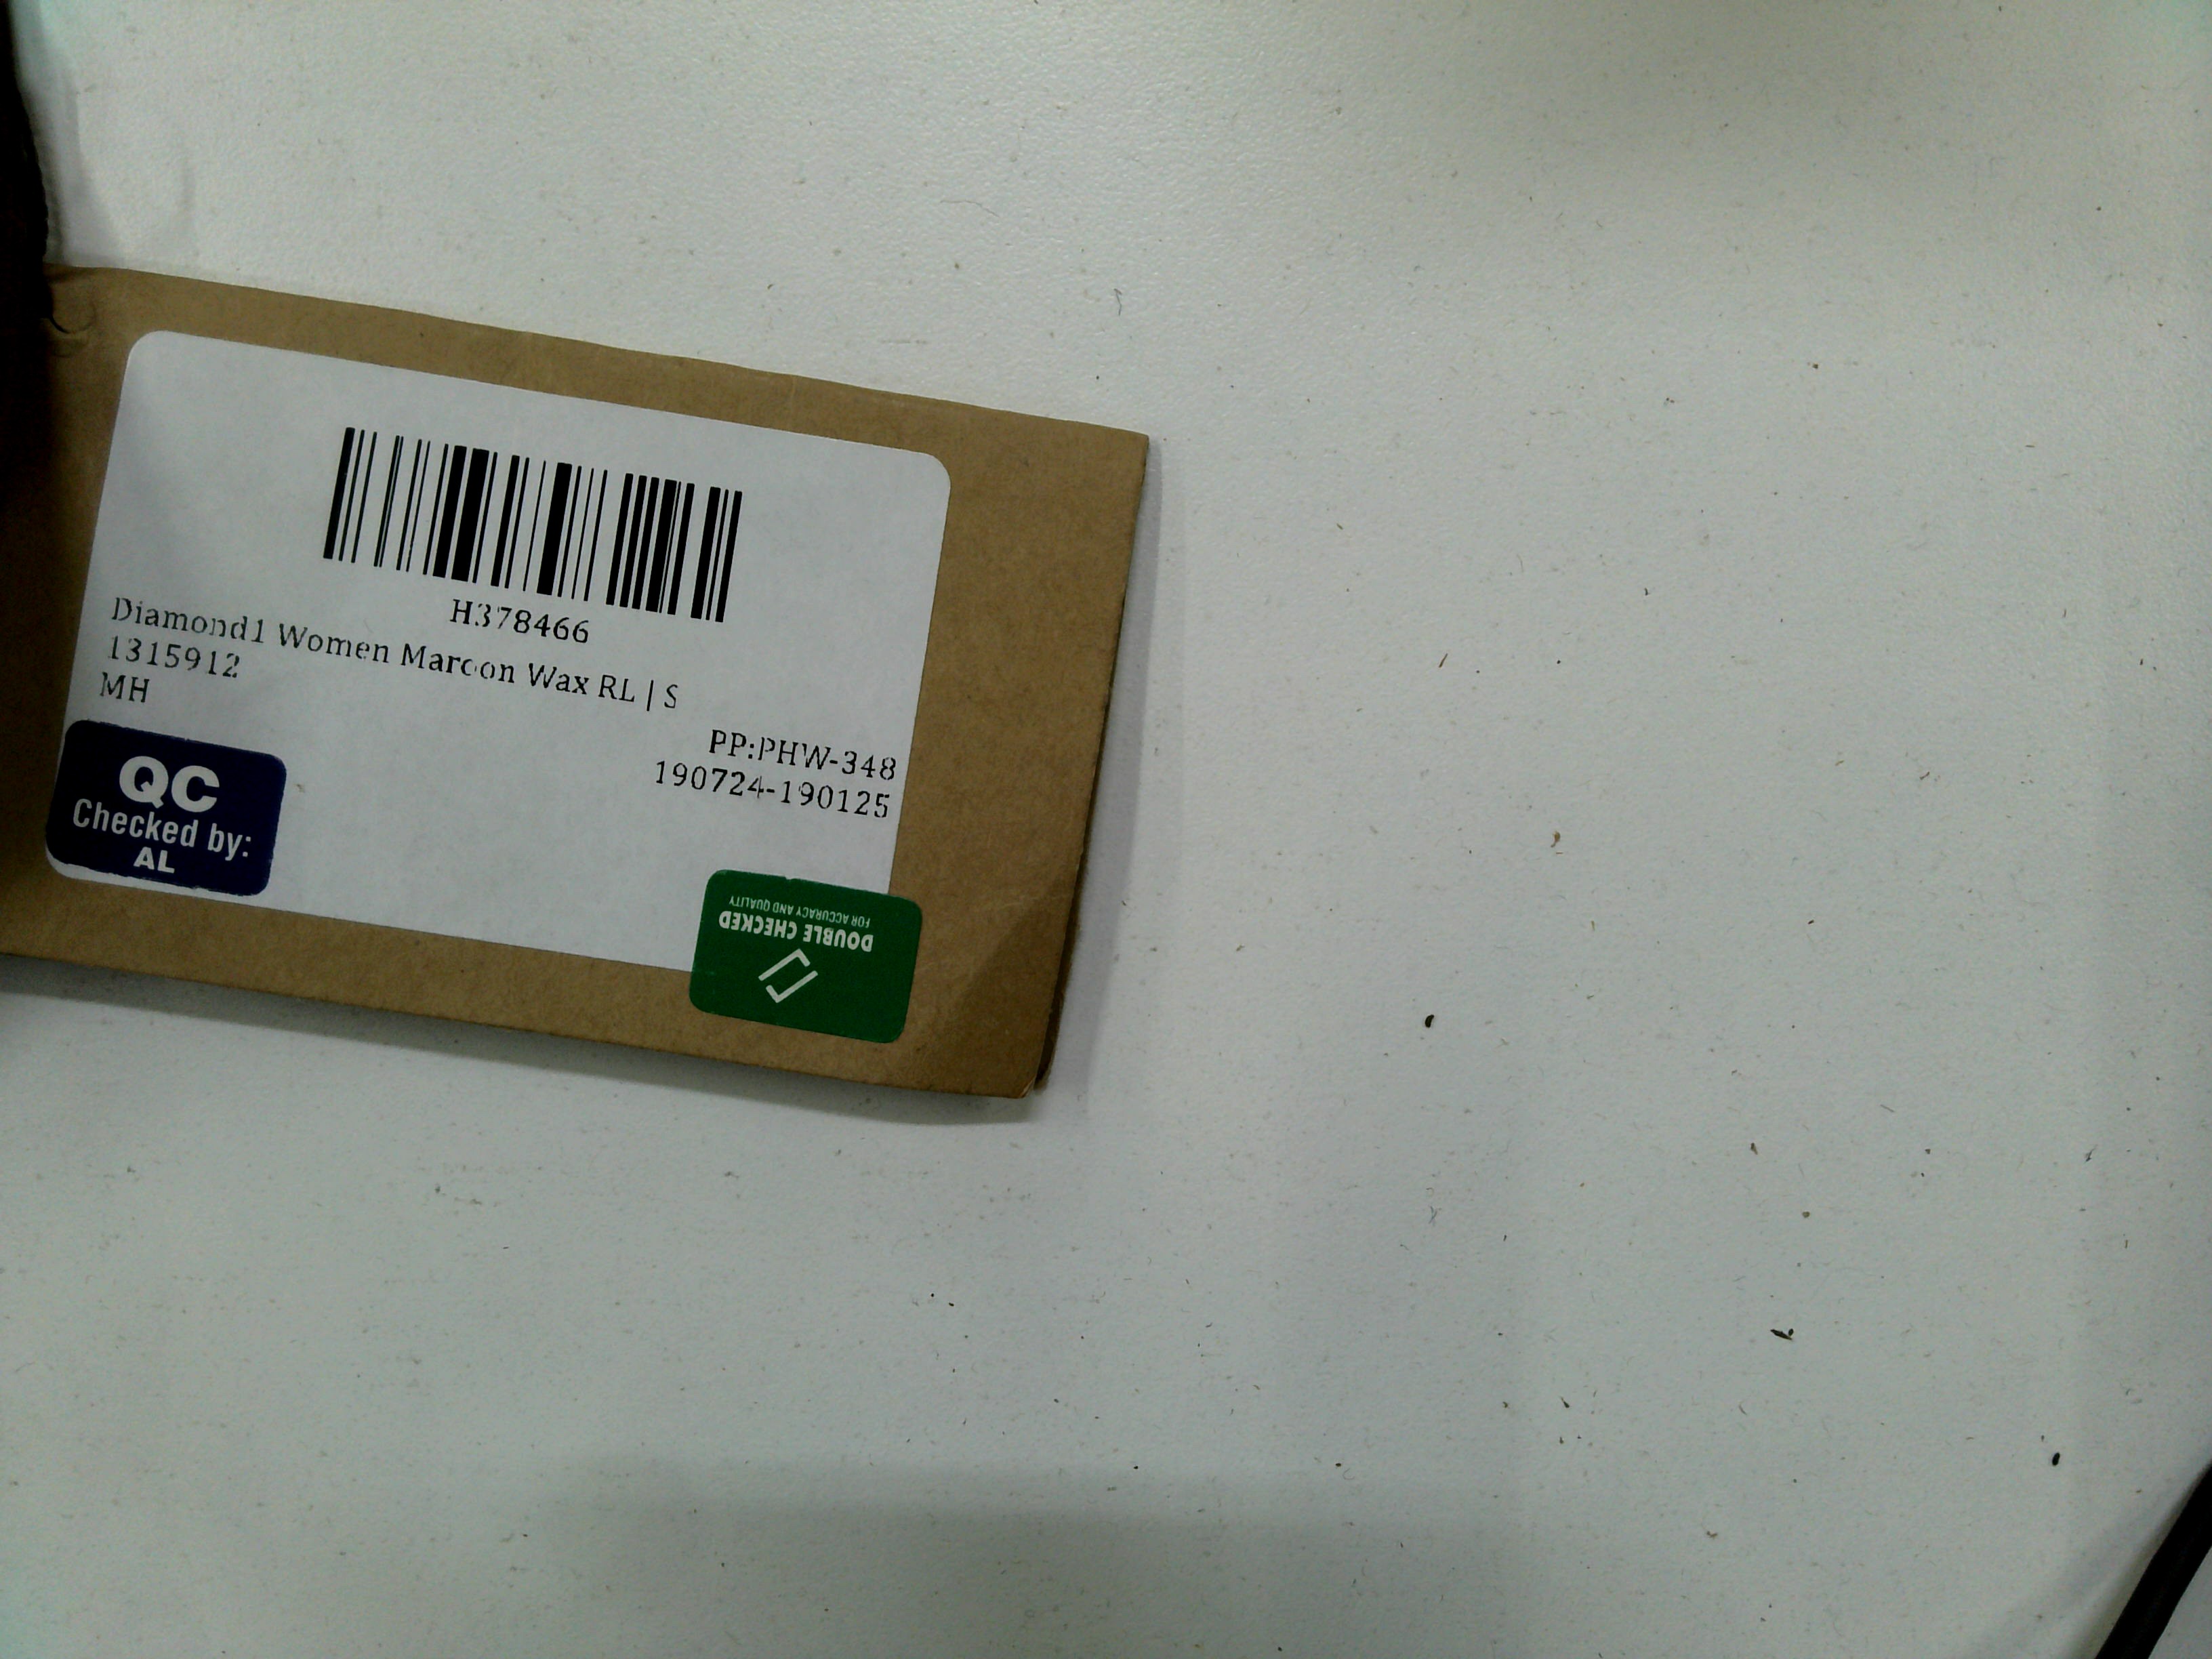 H378466
Diamond1 Women Maroon Wax RL | S
1315912
MH
PP:PHW-348
190724-190125
QC
Checked by:
AL
DOUBLE CHECKED
FOR ACCURACY AND QUALITY